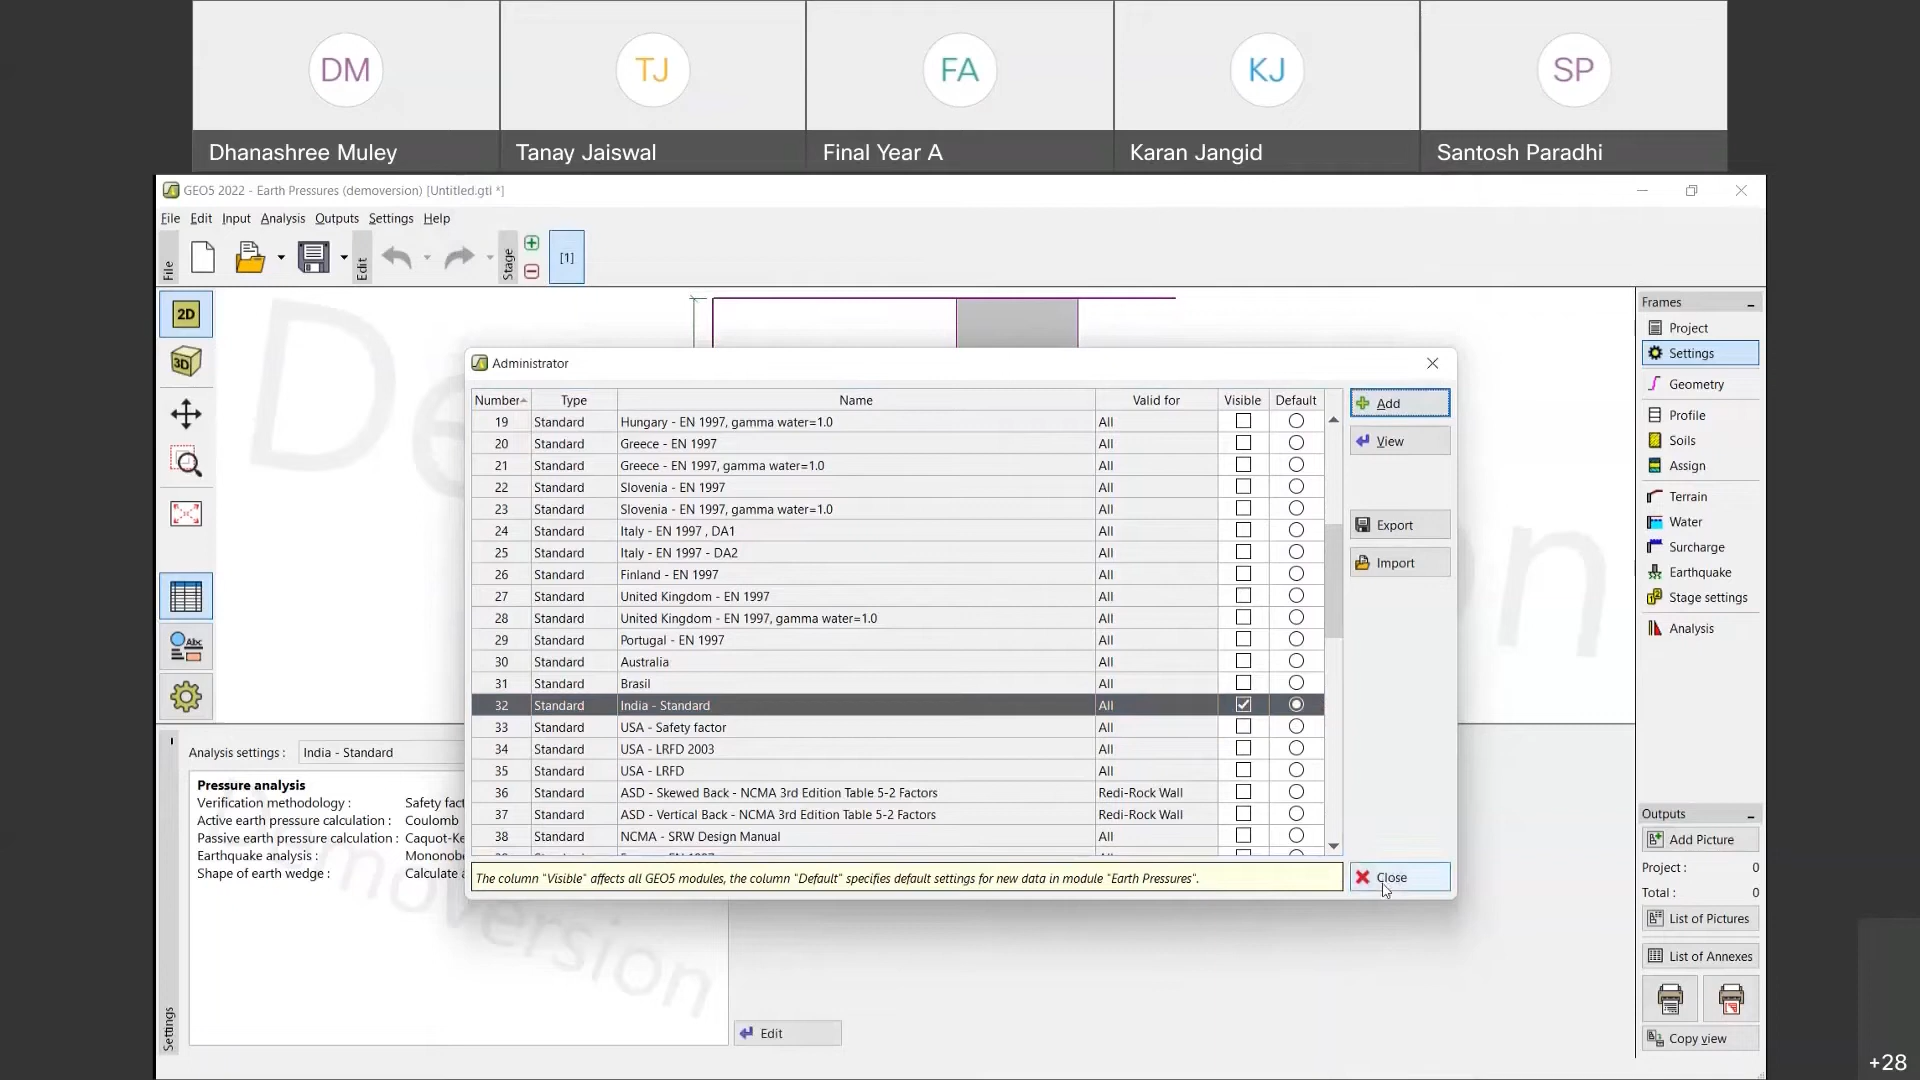 DM
TJ
FA
KJ
SP
Dhanashree Muley
Tanay Jaiswal
Final Year A
Karan Jangid
Santosh Paradhi
GEO5 2022 - Earth Pressures (demoversion) [Untitled.gti *]
File Edit Input Analysis Outputs Settings Help
File
Edit
Stage
[1]
2D
3D
Abc
Frames
Project
Settings
Geometry
Profile
Soils
Assign
Terrain
Water
Surcharge
Earthquake
Stage settings
Analysis
Administrator
Number Type Name Valid for Visible Default
19 Standard Hungary - EN 1997, gamma water=1.0 All
20 Standard Greece - EN 1997 All
21 Standard Greece - EN 1997, gamma water=1.0 All
22 Standard Slovenia - EN 1997 All
23 Standard Slovenia - EN 1997, gamma water=1.0 All
24 Standard Italy - EN 1997 , DA1 All
25 Standard Italy - EN 1997 - DA2 All
26 Standard Finland - EN 1997 All
27 Standard United Kingdom - EN 1997 All
28 Standard United Kingdom - EN 1997, gamma water=1.0 All
29 Standard Portugal - EN 1997 All
30 Standard Australia All
31 Standard Brasil All
32 Standard India - Standard All
33 Standard USA - Safety factor All
34 Standard USA - LRFD 2003 All
35 Standard USA - LRFD All
36 Standard ASD - Skewed Back - NCMA 3rd Edition Table 5-2 Factors Redi-Rock Wall
37 Standard ASD - Vertical Back - NCMA 3rd Edition Table 5-2 Factors Redi-Rock Wall
38 Standard NCMA - SRW Design Manual All
The column "Visible" affects all GEO5 modules, the column "Default" specifies default settings for new data in module "Earth Pressures".
Add
View
Export
Import
Close
Settings
Analysis settings : India - Standard
Pressure analysis
Verification methodology : Safety fact
Active earth pressure calculation : Coulomb
Passive earth pressure calculation : Caquot-Ke
Earthquake analysis : Mononobe
Shape of earth wedge : Calculate a
Edit
Outputs
Add Picture
Project : 0
Total : 0
List of Pictures
List of Annexes
Copy view
+28